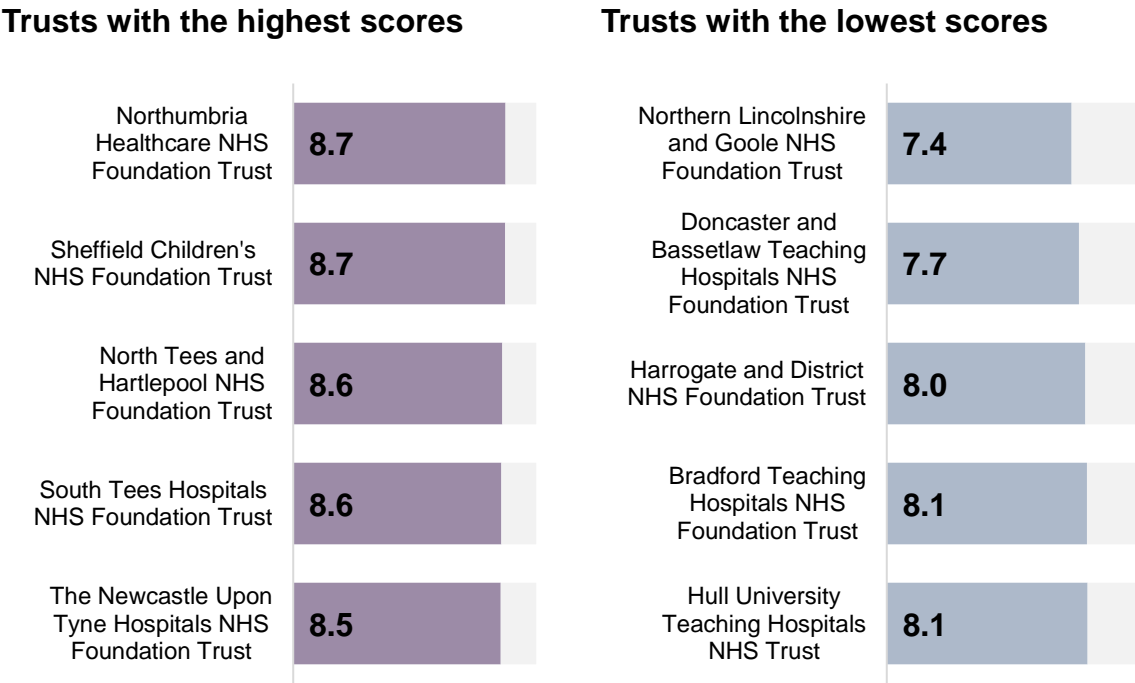 Trusts with the highest scores
Northumbria
Healthcare NHS
Foundation Trust
8.7
Sheffield Children's
NHS Foundation Trust
8.7
North Tees and
Hartlepool NHS
Foundation Trust
8.6
South Tees Hospitals
NHS Foundation Trust
8.6
The Newcastle Upon
Tyne Hospitals NHS
Foundation Trust
8.5
Trusts with the lowest scores
Northern Lincolnshire
and Goole NHS
Foundation Trust
7.4
Doncaster and
Bassetlaw Teaching
Hospitals NHS
Foundation Trust
7.7
Harrogate and District
NHS Foundation Trust
8.0
Bradford Teaching
Hospitals NHS
Foundation Trust
8.1
Hull University
Teaching Hospitals
NHS Trust
8.1